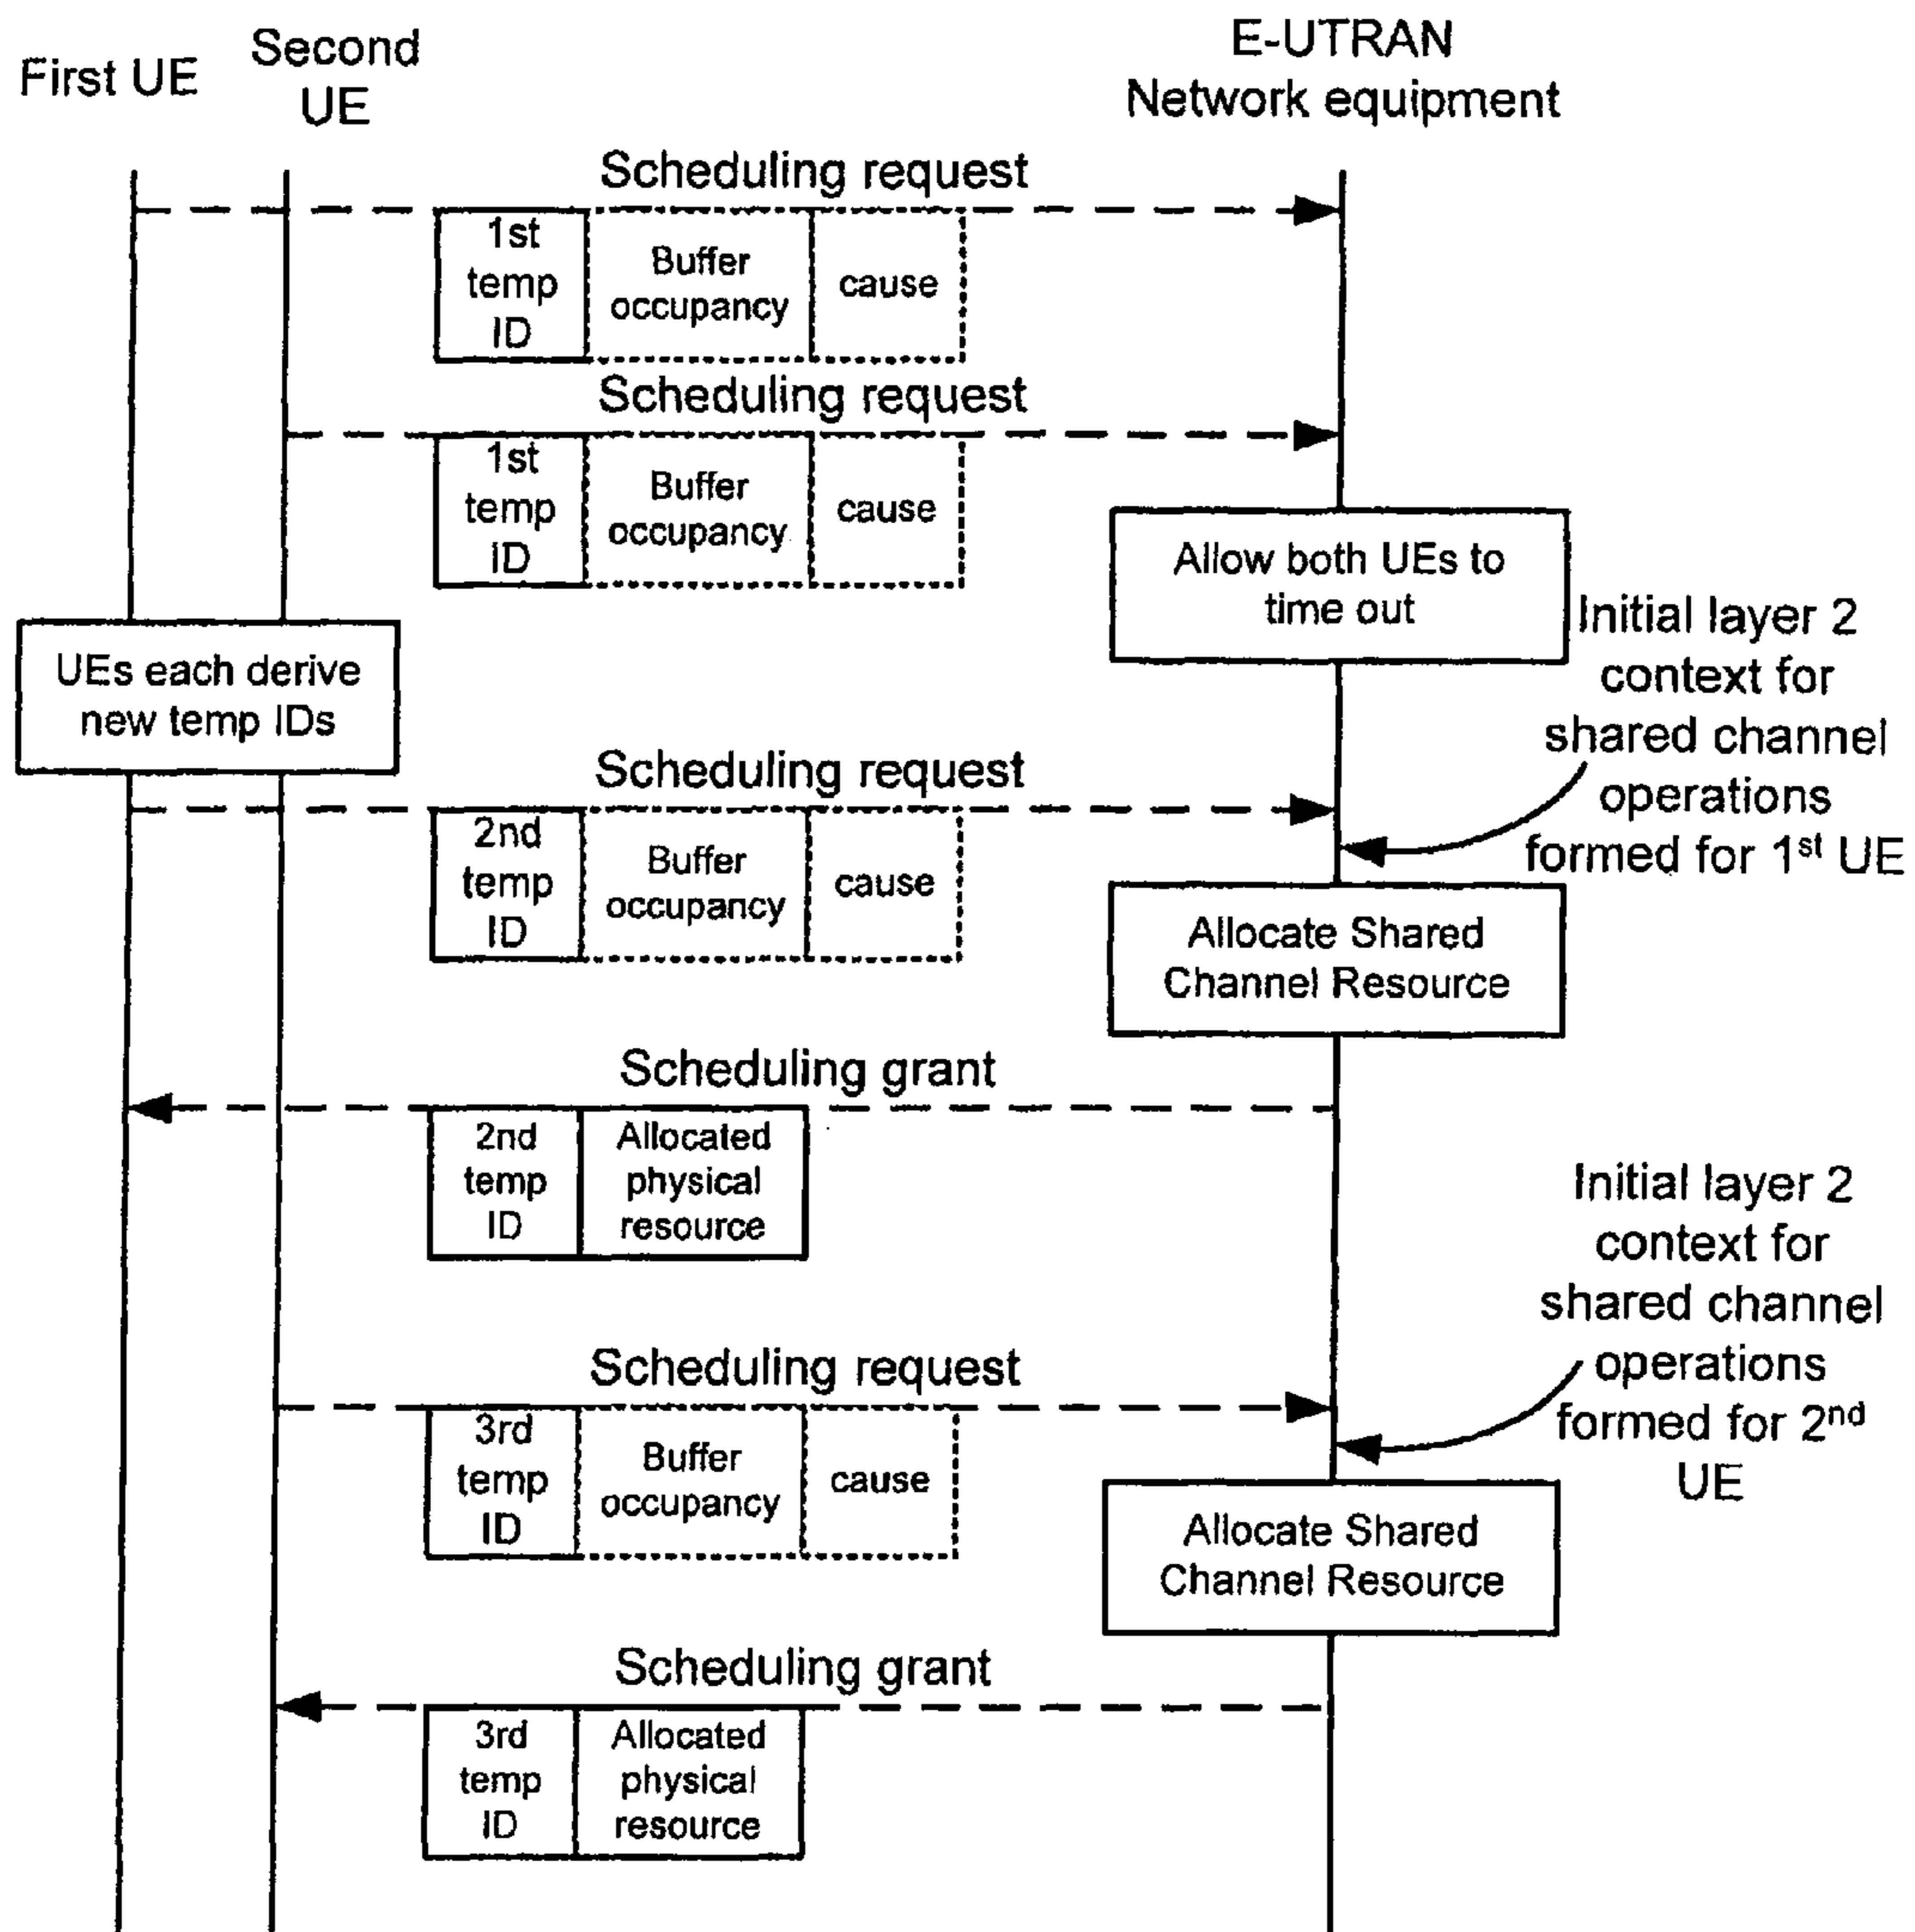 First UE
Second
UE
E-UTRAN
Network equipment
Scheduling request
1st
temp
ID
Buffer
occupancy
cause
Scheduling request
1st
temp
ID
Buffer
occupancy
cause
Allow both UEs to
time out
UEs each derive
new temp IDs
Initial layer 2
context for
shared channel
operations
formed for 1st UE
Scheduling request
2nd
temp
ID
Buffer
occupancy
cause
Allocate Shared
Channel Resource
Scheduling grant
2nd
temp
ID
Allocated
physical
resource
Initial layer 2
context for
shared channel
operations
formed for 2nd
UE
Scheduling request
3rd
temp
ID
Buffer
occupancy
cause
Allocate Shared
Channel Resource
Scheduling grant
3rd
temp
ID
Allocated
physical
resource